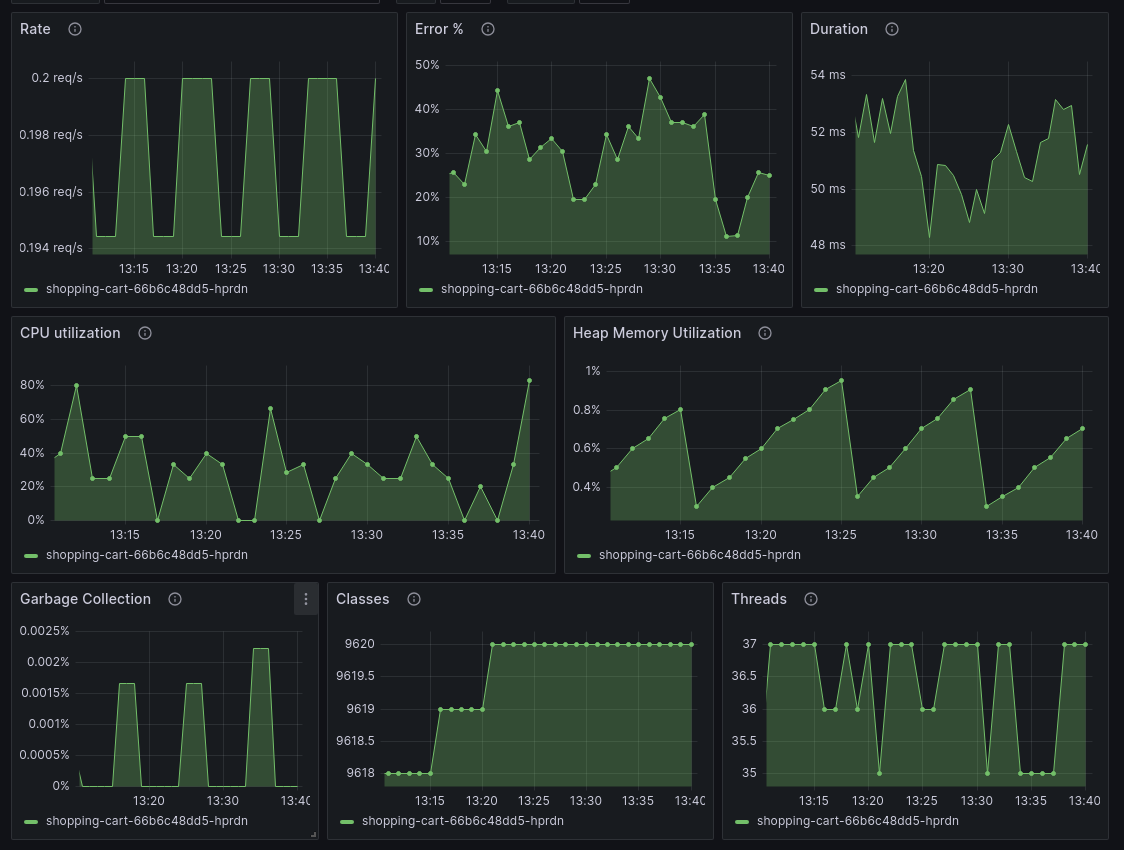 Rate
0.2 req/s
0.198 req/s
0.196 req/s
0.194 req/s
13:15 13:20 13:25 13:30 13:35 13:40
shopping-cart-66b6c48dd5-hprdn
Error %
50%
40%
30%
20%
10%
13:15 13:20 13:25 13:30 13:35 13:40
shopping-cart-66b6c48dd5-hprdn
Duration
54 ms
52 ms
50 ms
48 ms
13:20 13:30 13:40
shopping-cart-66b6c48dd5-hprdn
CPU utilization
80%
60%
40%
20%
0%
13:15 13:20 13:25 13:30 13:35 13:40
shopping-cart-66b6c48dd5-hprdn
Heap Memory Utilization
1%
0.8%
0.6%
0.4%
13:15 13:20 13:25 13:30 13:35 13:40
shopping-cart-66b6c48dd5-hprdn
Garbage Collection
0.0025%
0.002%
0.0015%
0.001%
0.0005%
0%
13:20 13:30 13:40
shopping-cart-66b6c48dd5-hprdn
Classes
9620
9619.5
9619
9618.5
9618
13:15 13:20 13:25 13:30 13:35 13:40
shopping-cart-66b6c48dd5-hprdn
Threads
37
36.5
36
35.5
35
13:15 13:20 13:25 13:30 13:35 13:40
shopping-cart-66b6c48dd5-hprdn